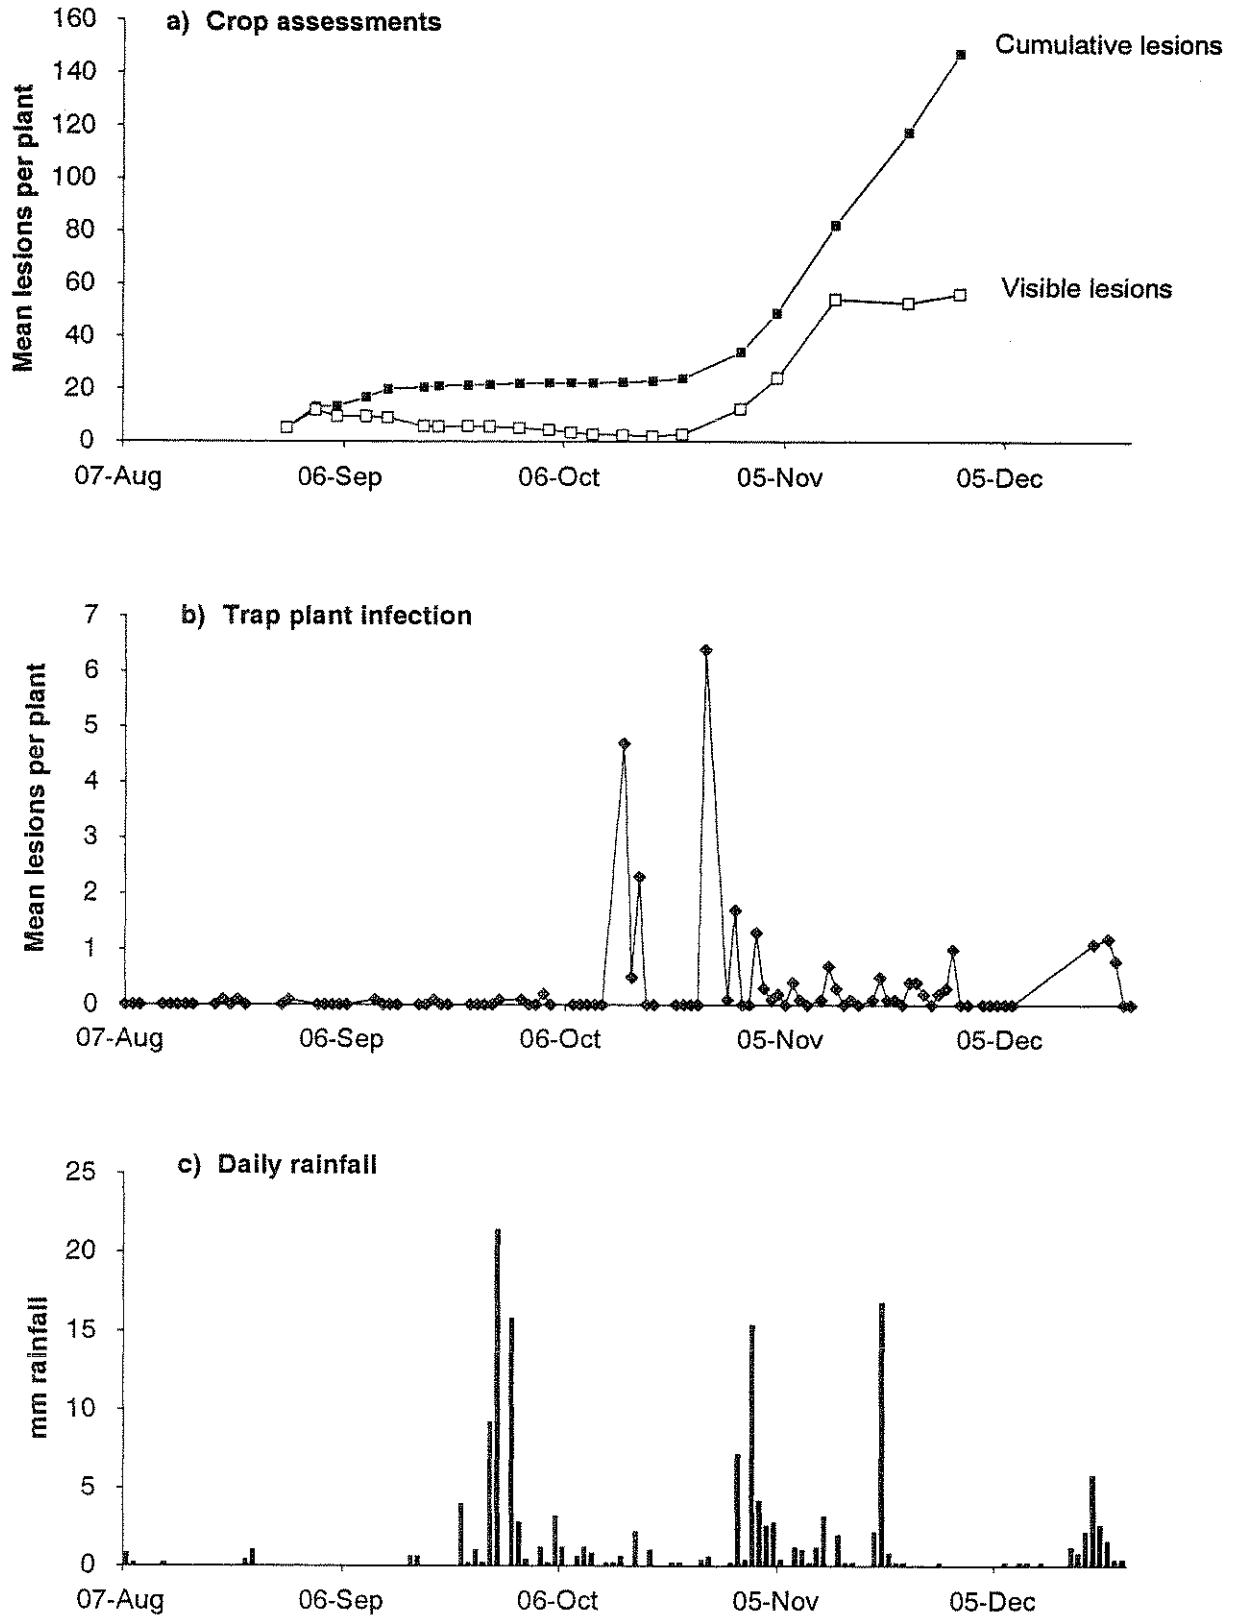 a) Crop assessments
160
140
120
100
80
60
40
20
0
Mean lesions per plant
Cumulative lesions
Visible lesions
07-Aug 06-Sep 06-Oct 05-Nov 05-Dec
b) Trap plant infection
7
6
5
4
3
2
1
0
Mean lesions per plant
07-Aug 06-Sep 06-Oct 05-Nov 05-Dec
c) Daily rainfall
25
20
15
10
5
0
mm rainfall
07-Aug 06-Sep 06-Oct 05-Nov 05-Dec